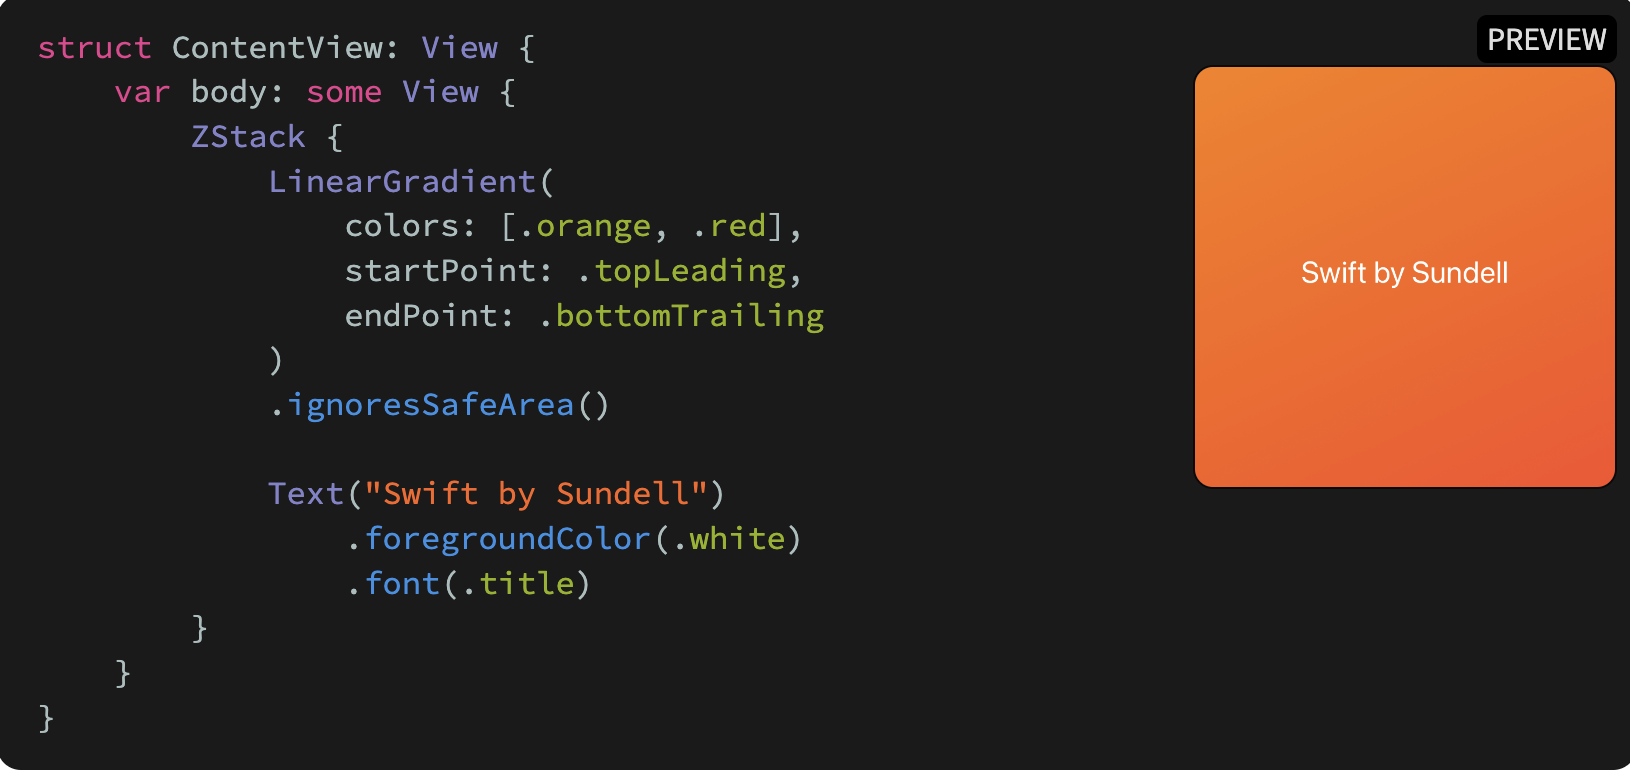 struct ContentView: View {
    var body: some View {
        ZStack {
            LinearGradient(
                colors: [.orange, .red],
                startPoint: .topLeading,
                endPoint: .bottomTrailing
            )
            .ignoresSafeArea()

            Text("Swift by Sundell")
                .foregroundColor(.white)
                .font(.title)
        }
    }
}
PREVIEW
Swift by Sundell